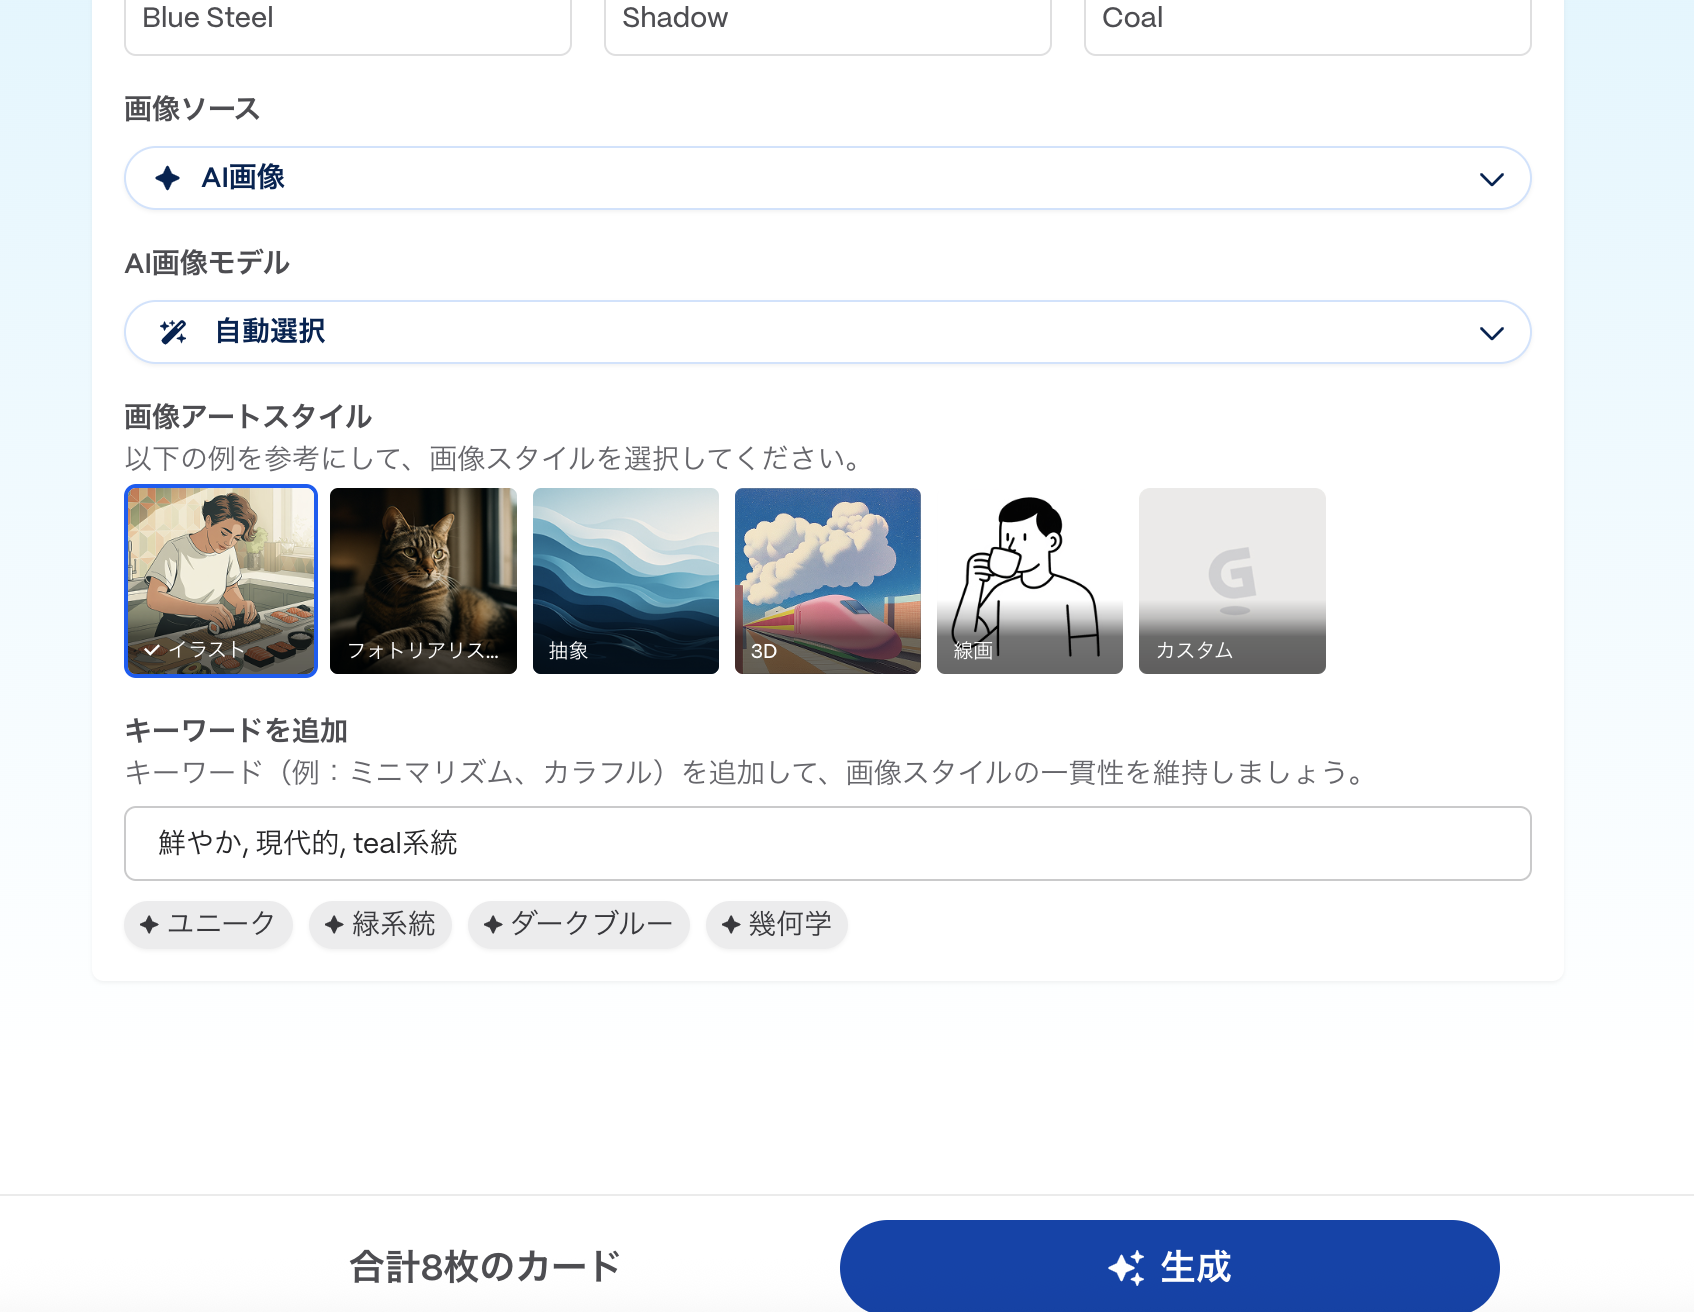 Blue Steel
Shadow
Coal
画像ソース
AI画像
AI画像モデル
自動選択
画像アートスタイル
以下の例を参考にして、画像スタイルを選択してください。
イラスト
フォトリアリス...
抽象
3D
線画
カスタム
キーワードを追加
キーワード（例：ミニマリズム、カラフル）を追加して、画像スタイルの一貫性を維持しましょう。
鮮やか, 現代的, teal系統
ユニーク
緑系統
ダークブルー
幾何学
合計8枚のカード
生成